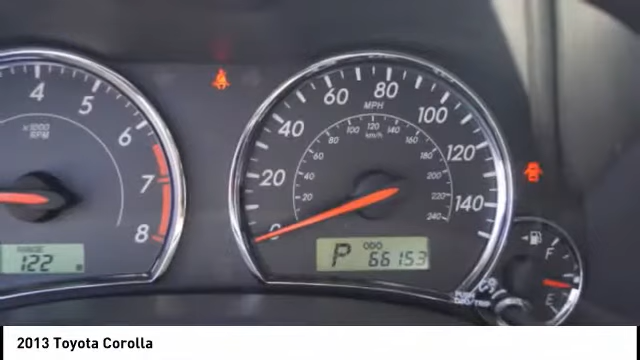 4
5
6
7
8
x1000
RPM
RANGE
122
0
20
40
60
80
100
120
140
MPH
20
40
60
80
100
120
140
160
180
200
220
240
km/h
P
ODO
66153
F
E
2013 Toyota Corolla